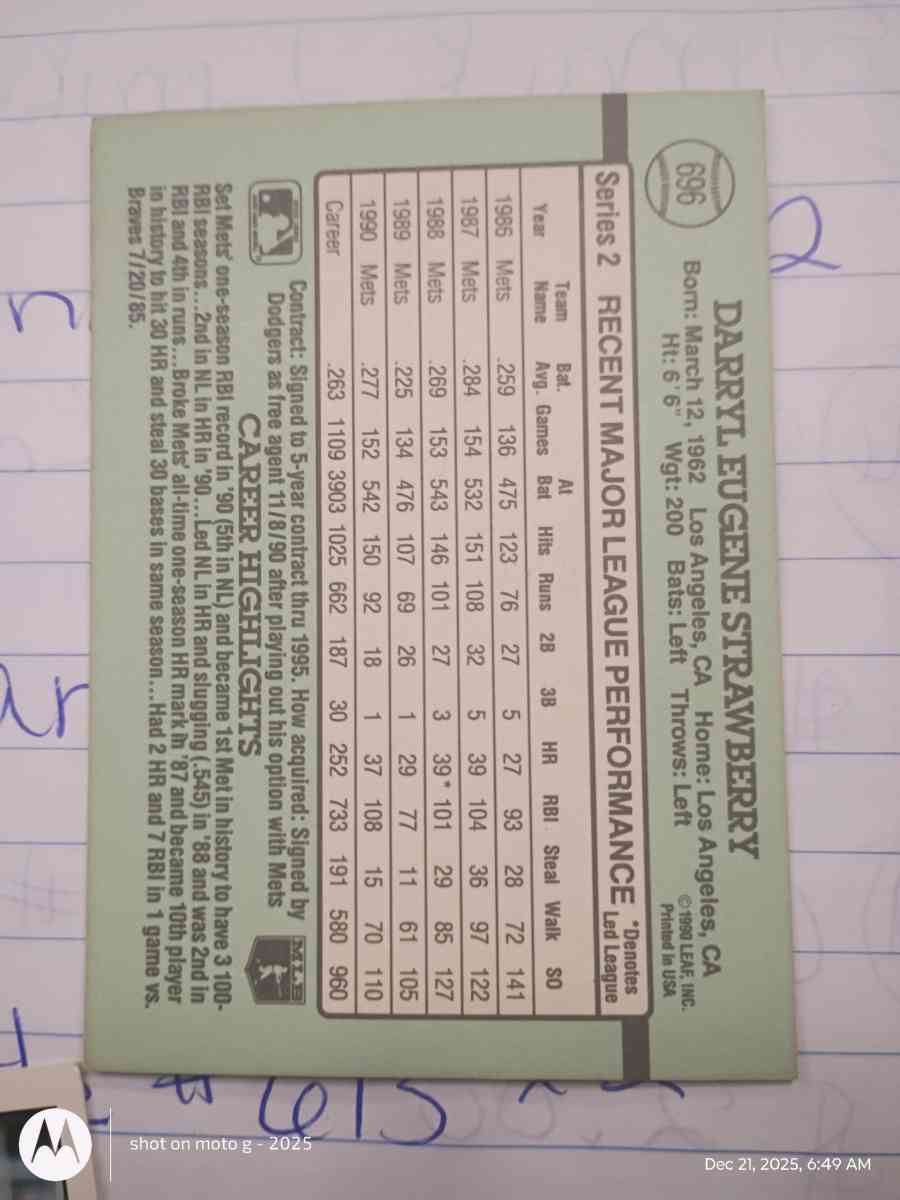 696
DARRYL EUGENE STRAWBERRY
Born: March 12, 1962 Los Angeles, CA Home: Los Angeles, CA
Ht: 6'6" Wgt: 200 Bats: Left Throws: Left
©1990 LEAF, INC.
Printed in USA
Series 2 RECENT MAJOR LEAGUE PERFORMANCE *Denotes Led League
Year Team Name Bat. Avg. Games At Bat Hits Runs 2B 3B HR RBI Steal Walk SO
1986 Mets .259 136 475 123 76 27 5 27 93 28 72 141
1987 Mets .284 154 532 151 108 32 5 39 104 36 97 122
1988 Mets .269 153 543 146 101 27 3 39* 101 29 85 127
1989 Mets .225 134 476 107 69 26 1 29 77 11 61 105
1990 Mets .277 152 542 150 92 18 1 37 108 15 70 110
Career .263 1109 3903 1025 662 187 30 252 733 191 580 960
Contract: Signed to 5-year contract thru 1995. How acquired: Signed by
Dodgers as free agent 11/8/90 after playing out his option with Mets
MLB
CAREER HIGHLIGHTS
Set Mets' one-season RBI record in '90 (5th in NL) and became 1st Met in history to have 3 100-
RBI seasons...2nd in NL in HR in '90...Led NL in HR and slugging (.545) in '88 and was 2nd in
RBI and 4th in runs...Broke Mets' all-time one-season HR mark in '87 and became 10th player
in history to hit 30 HR and steal 30 bases in same season...Had 2 HR and 7 RBI in 1 game vs.
Braves 7/20/85.
2
n
ar
# 615
shot on moto g - 2025
Dec 21, 2025, 6:49 AM